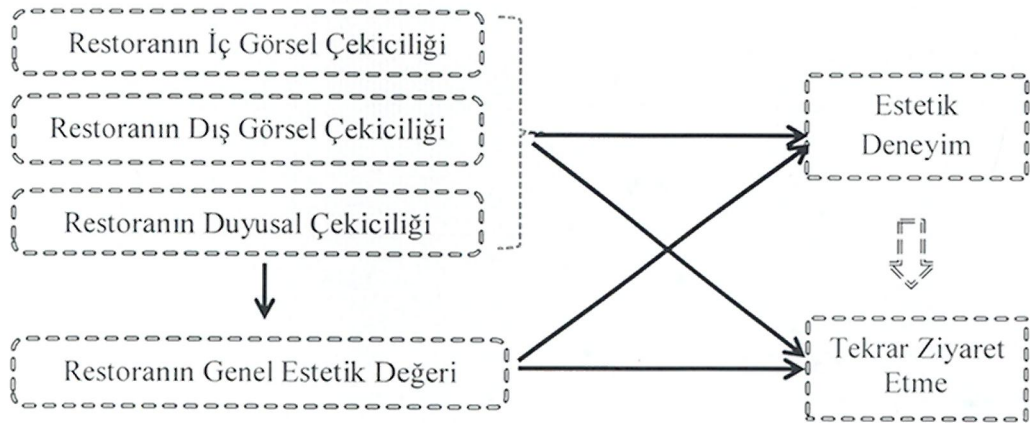 Restoranın İç Görsel Çekiciliği
Restoranın Dış Görsel Çekiciliği
Restoranın Duyusal Çekiciliği
Restoranın Genel Estetik Değeri
Estetik
Deneyim
Tekrar Ziyaret
Etme